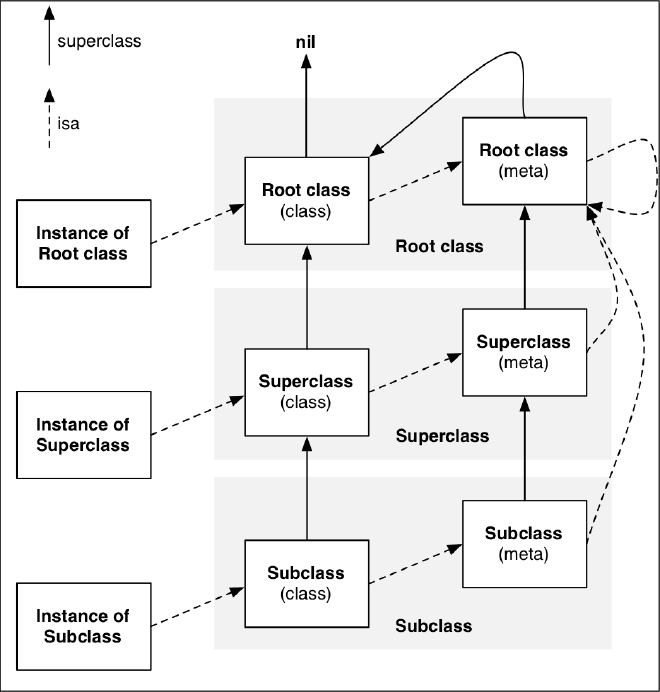 superclass
nil
isa
Root class
(meta)
Root class
(class)
Instance of
Root class
Root class
Superclass
(meta)
Superclass
(class)
Instance of
Superclass
Superclass
Subclass
(meta)
Subclass
(class)
Instance of
Subclass
Subclass